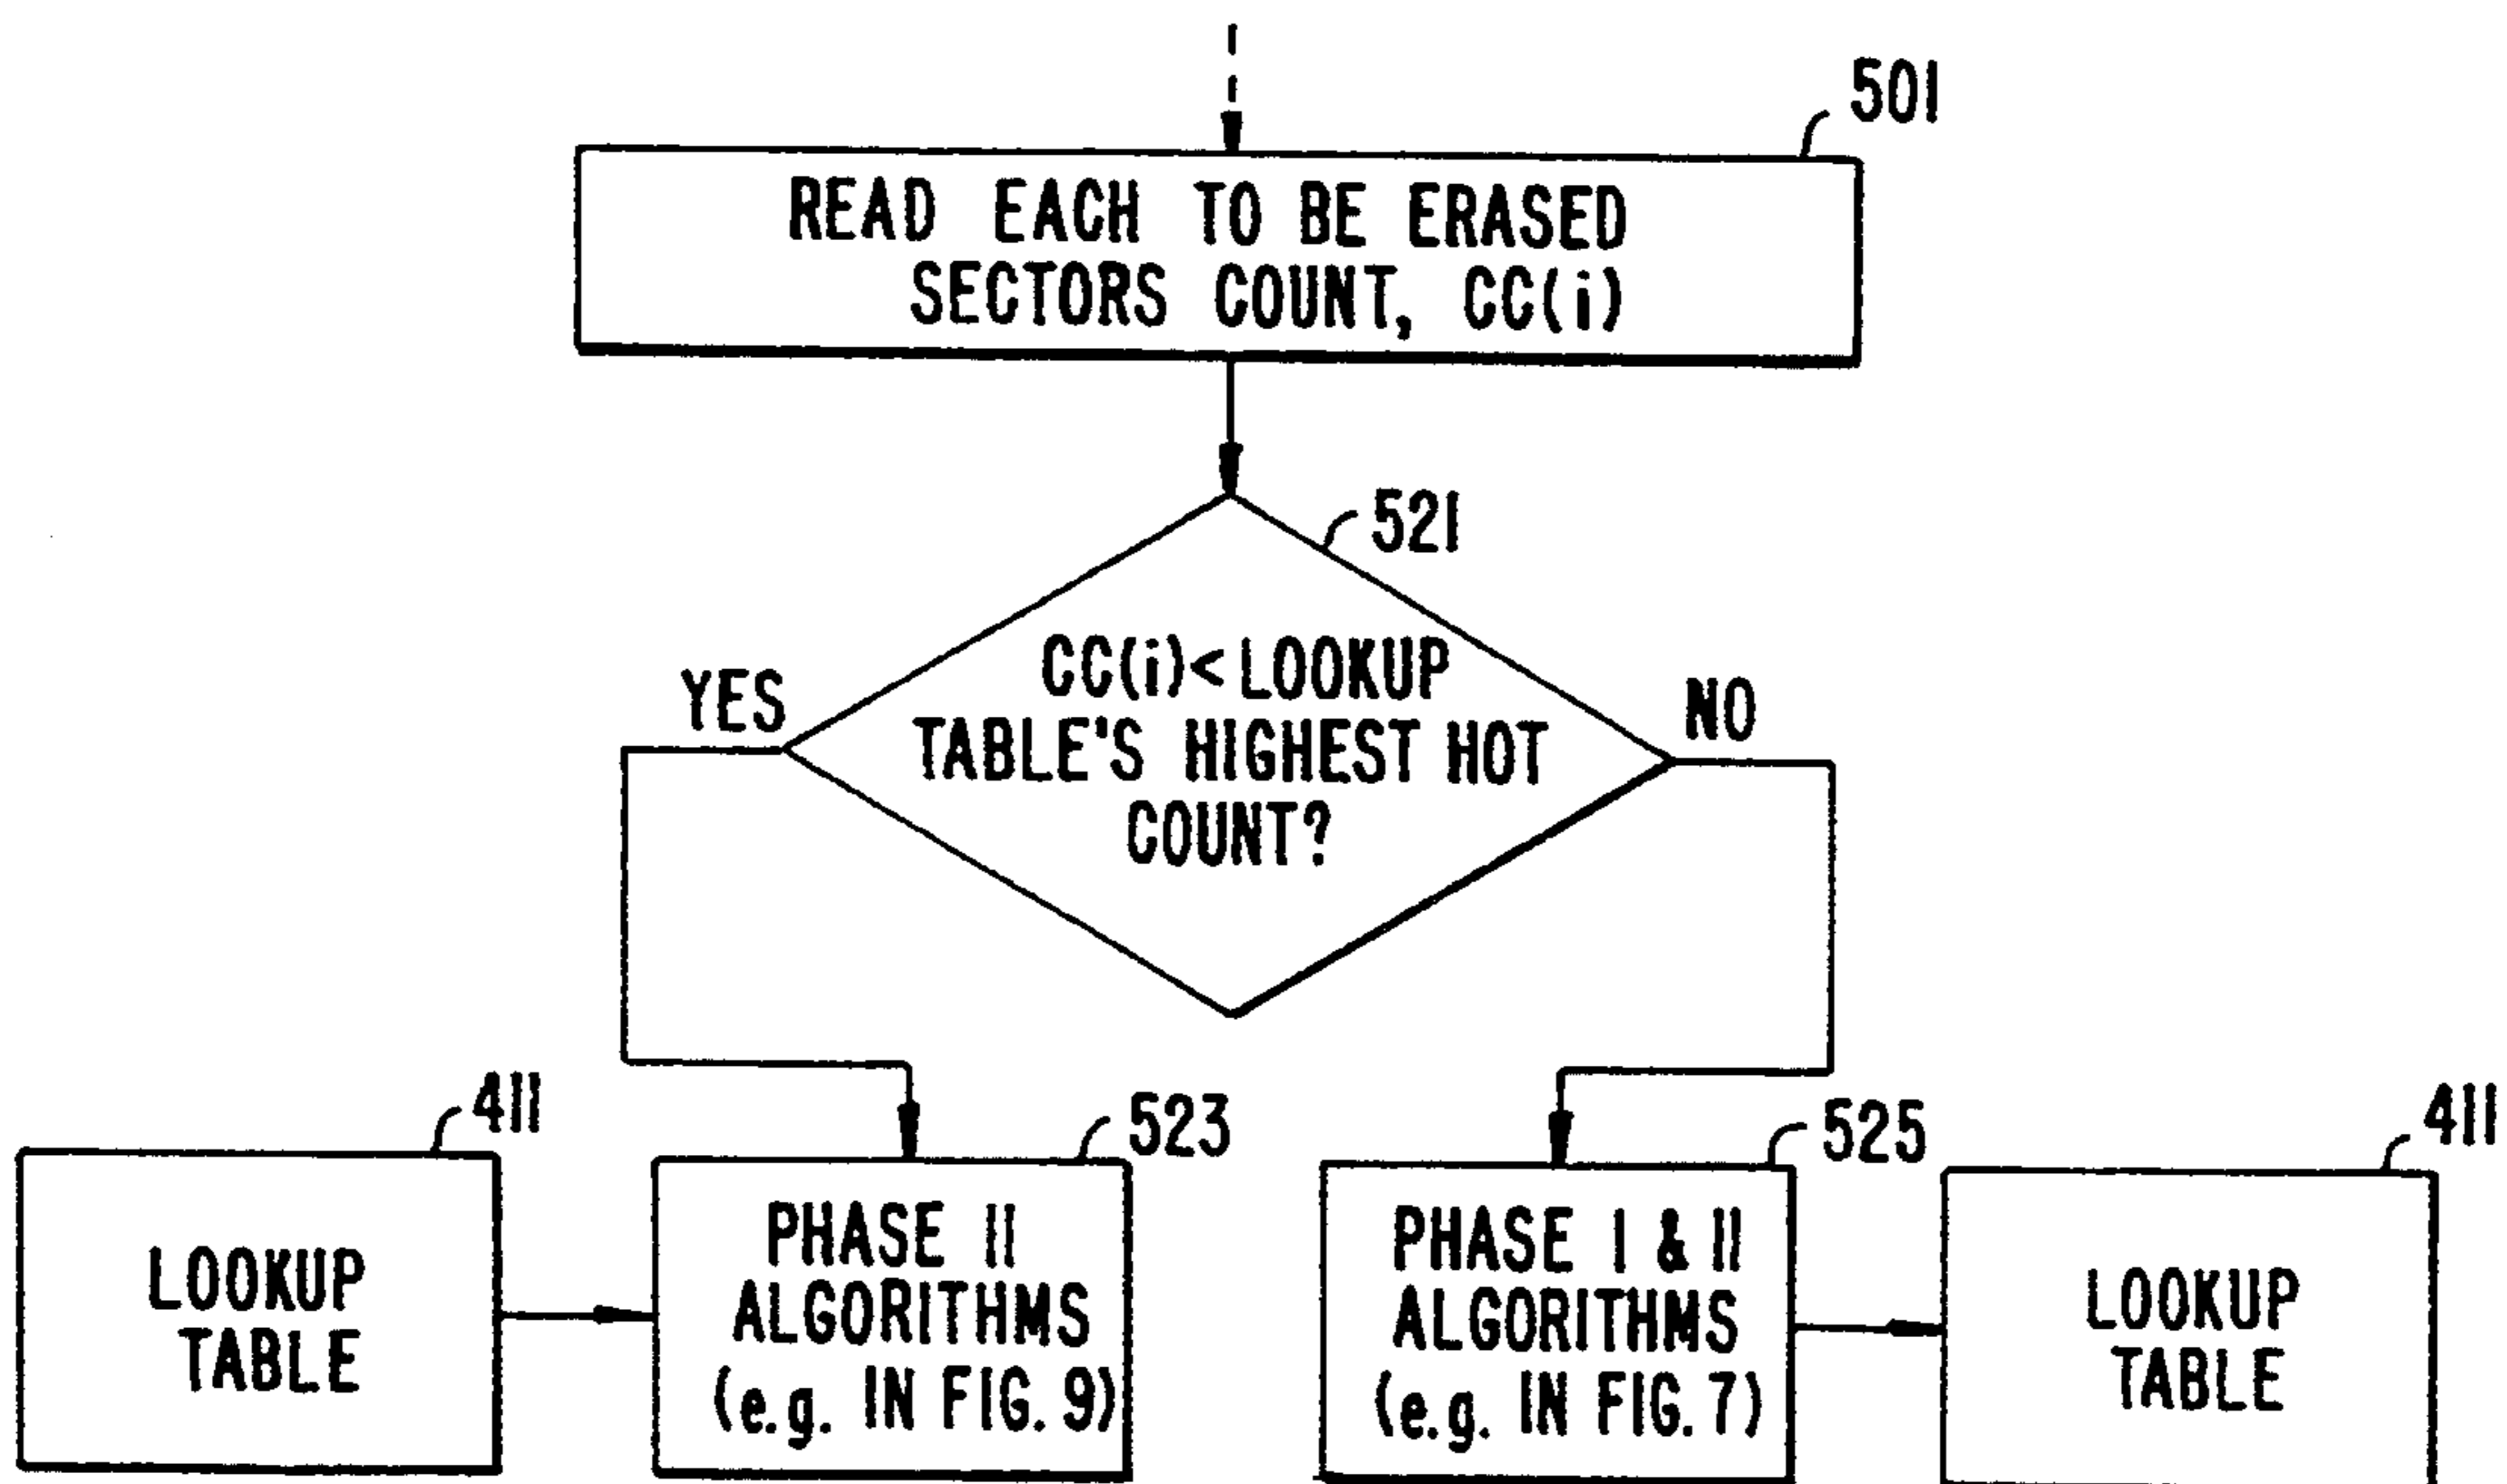 501
READ EACH TO BE ERASED
SECTORS COUNT, CC(i)
521
CC(i)< LOOKUP
TABLE'S HIGHEST HOT
COUNT?
YES
NO
411
LOOKUP
TABLE
523
PHASE II
ALGORITHMS
(e.g. IN FIG. 9)
525
PHASE I & II
ALGORITHMS
(e.g. IN FIG. 7)
411
LOOKUP
TABLE